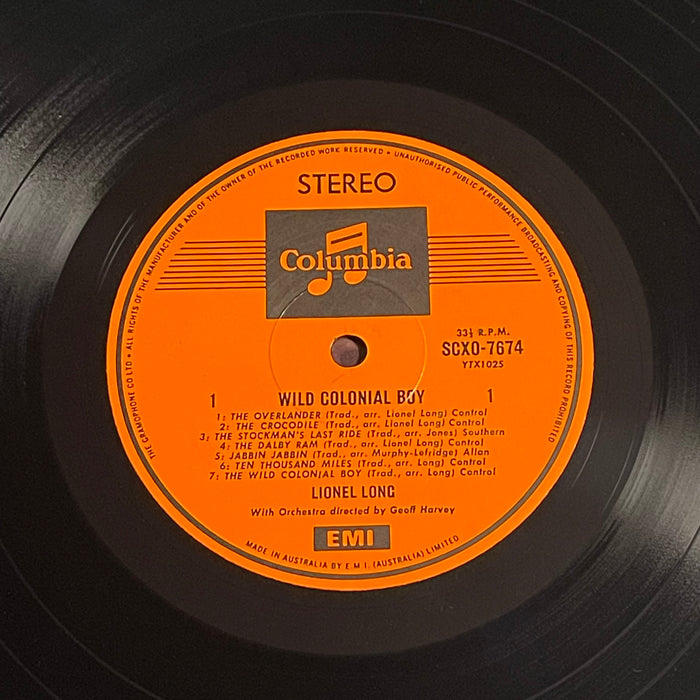 THE GRAMOPHONE CO LTD • ALL RIGHTS OF THE MANUFACTURER AND OF THE OWNER OF THE RECORDED WORK RESERVED • UNAUTHORISED PUBLIC PERFORMANCE BROADCASTING AND COPYING OF THIS RECORD PROHIBITED
STEREO
Columbia
33⅓ R.P.M.
SCXO-7674
YTX1025
1 WILD COLONIAL BOY 1
1: THE OVERLANDER (Trad., arr. Lionel Long) Control
2: THE CROCODILE (Trad., arr. Lionel Long) Control
3: THE STOCKMAN'S LAST RIDE (Trad., arr. Jones) Southern
4: THE DALBY RAM (Trad., arr. Lionel Long) Control
5: JABBIN JABBIN (Trad., arr. Murphy-Lefridge) Allan
6: TEN THOUSAND MILES (Trad., arr. Long) Control
7: THE WILD COLONIAL BOY (Trad., arr. Long) Control
LIONEL LONG
With Orchestra directed by Geoff Harvey
EMI
MADE IN AUSTRALIA BY E.M.I. (AUSTRALIA) LIMITED